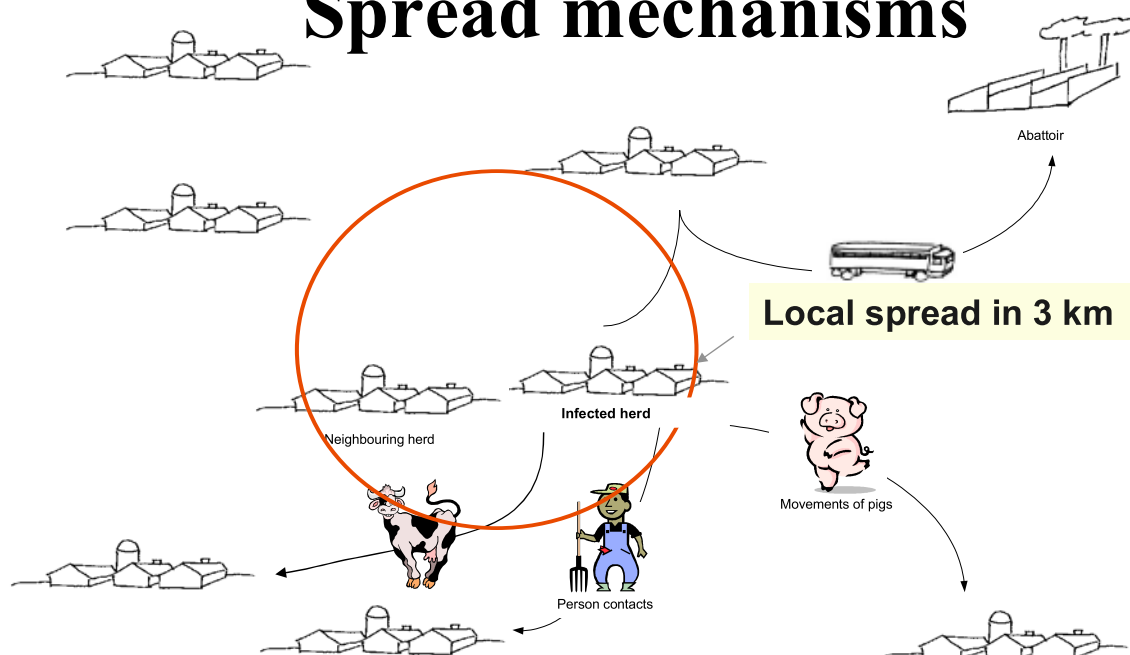 Spread mechanisms
Abattoir
Local spread in 3 km
Infected herd
Neighbouring herd
Movements of pigs
Person contacts